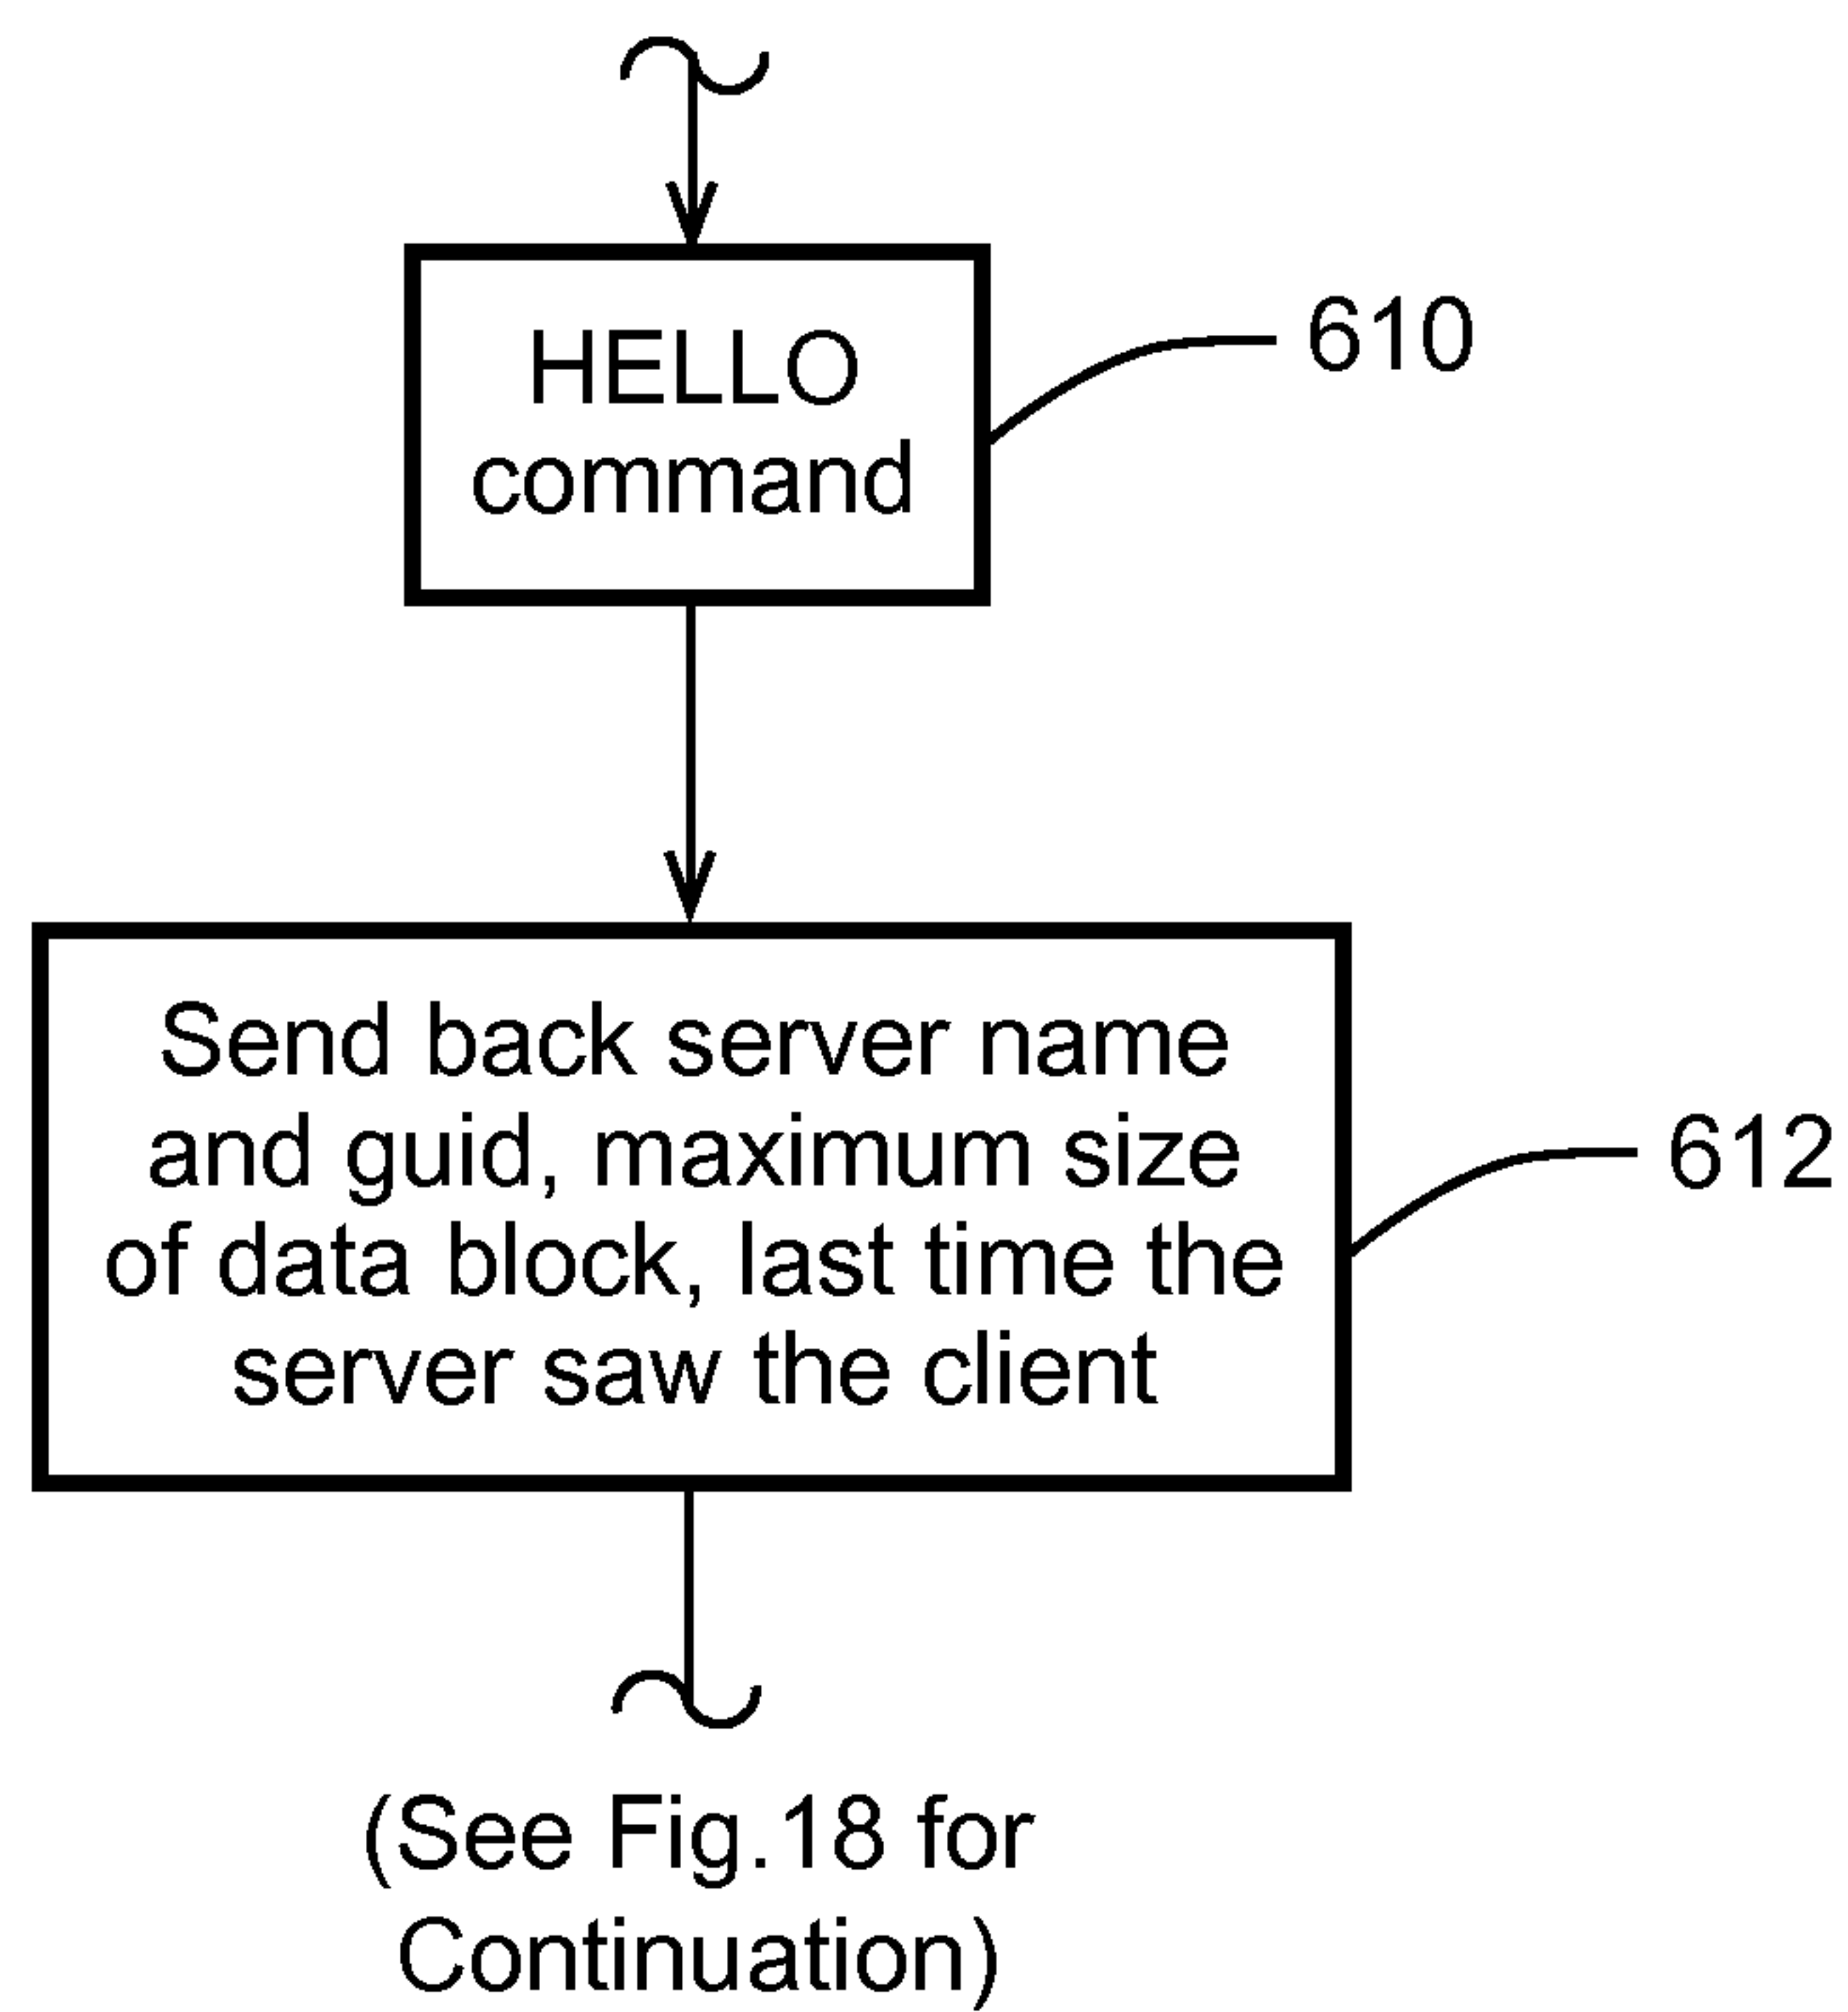 HELLO
command
610
Send back server name
and guid, maximum size
of data block, last time the
server saw the client
612
(See Fig.18 for
Continuation)